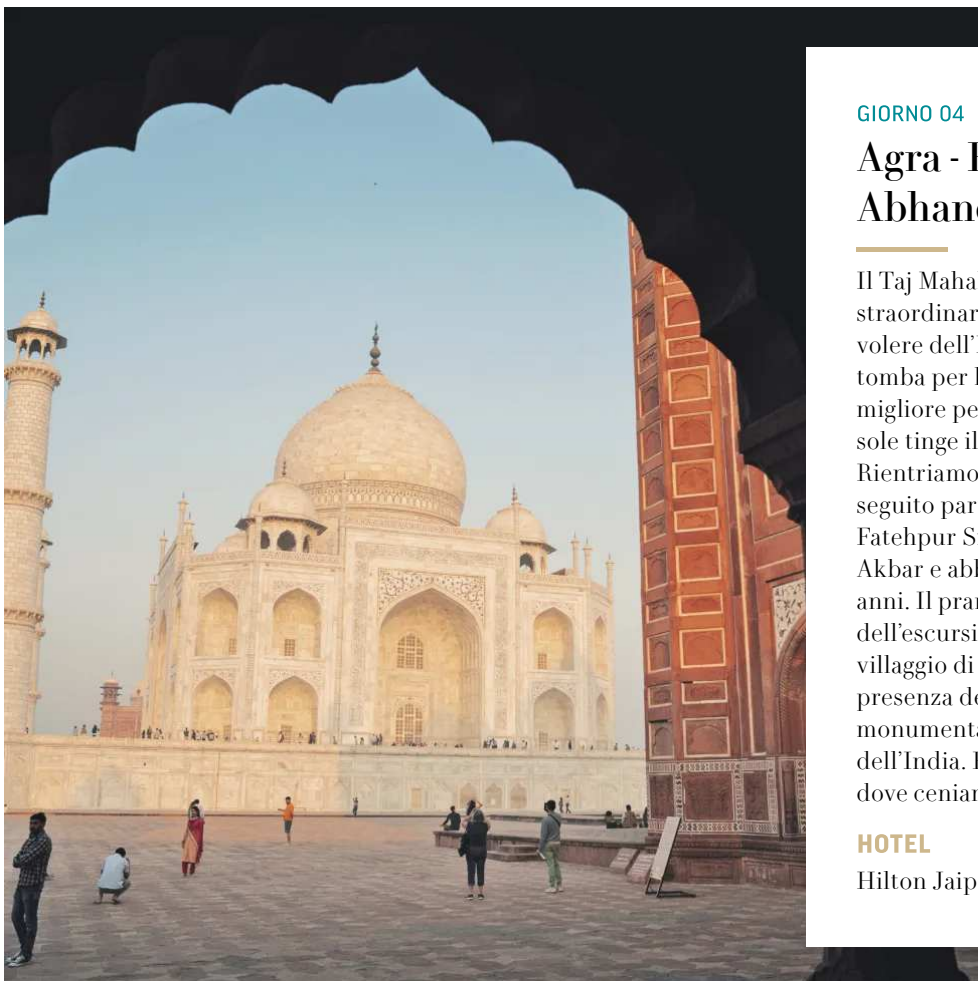 GIORNO 04
Agra -
Abhan
Il Taj Maha
straordinar
volere dell'
tomba per
migliore pe
sole tinge il
Rientriamo
seguito par
Fatehpur S
Akbar e abb
anni. Il pran
dell'escursi
villaggio di
presenza de
monumenta
dell'India.
dove cenia
HOTEL
Hilton Jaip